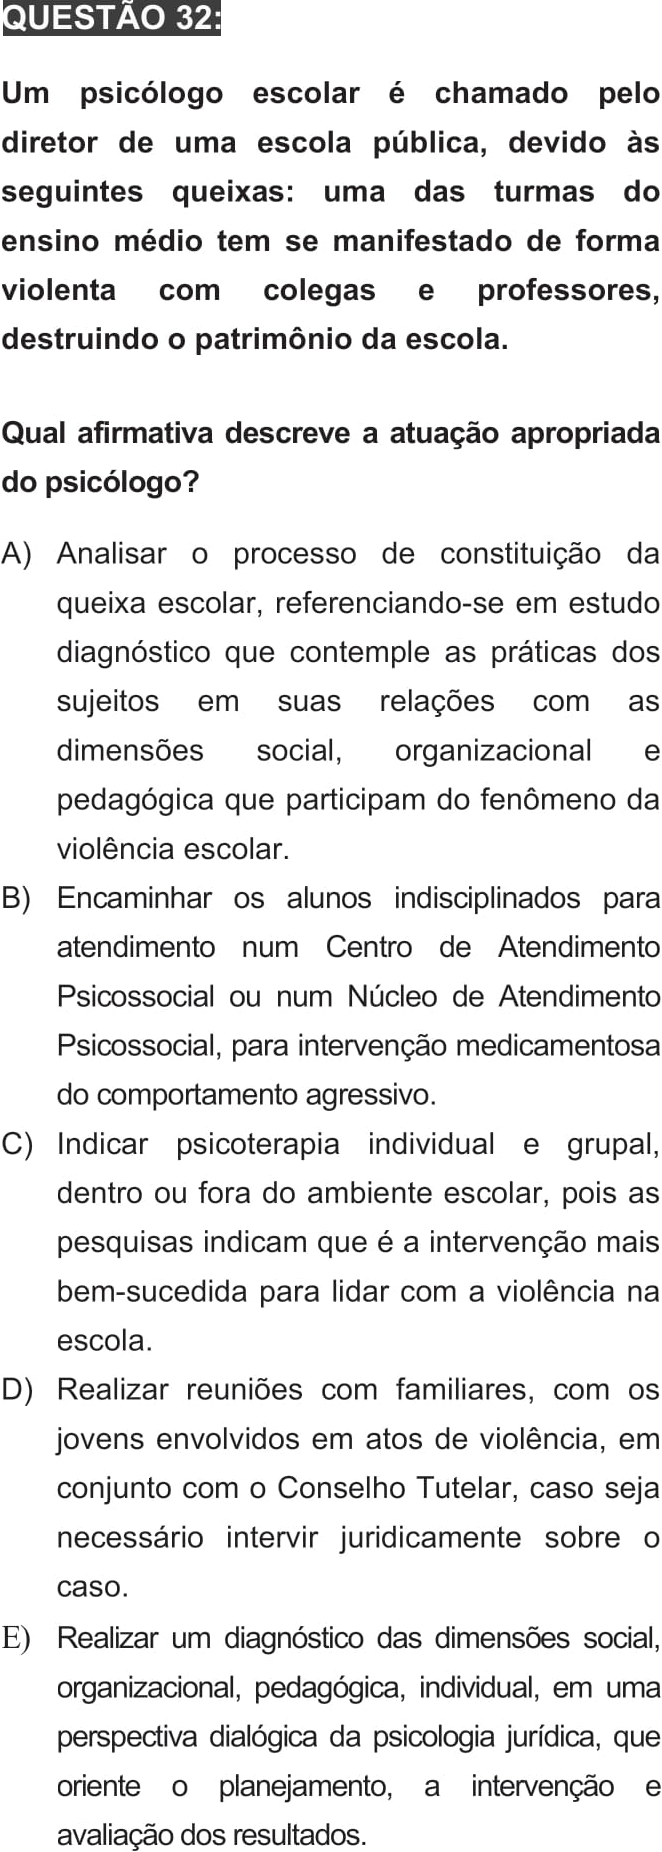 QUESTÃO 32:
Um psicólogo escolar é chamado pelo
diretor de uma escola pública, devido às
seguintes queixas: uma das turmas do
ensino médio tem se manifestado de forma
violenta com colegas e professores,
destruindo o patrimônio da escola.
Qual afirmativa descreve a atuação apropriada
do psicólogo?
A) Analisar o processo de constituição da
queixa escolar, referenciando-se em estudo
diagnóstico que contemple as práticas dos
sujeitos em suas relações com as
dimensões social, organizacional e
pedagógica que participam do fenômeno da
violência escolar.
B) Encaminhar os alunos indisciplinados para
atendimento num Centro de Atendimento
Psicossocial ou num Núcleo de Atendimento
Psicossocial, para intervenção medicamentosa
do comportamento agressivo.
C) Indicar psicoterapia individual e grupal,
dentro ou fora do ambiente escolar, pois as
pesquisas indicam que é a intervenção mais
bem-sucedida para lidar com a violência na
escola.
D) Realizar reuniões com familiares, com os
jovens envolvidos em atos de violência, em
conjunto com o Conselho Tutelar, caso seja
necessário intervir juridicamente sobre o
caso.
E) Realizar um diagnóstico das dimensões social,
organizacional, pedagógica, individual, em uma
perspectiva dialógica da psicologia jurídica, que
oriente o planejamento, a intervenção e
avaliação dos resultados.